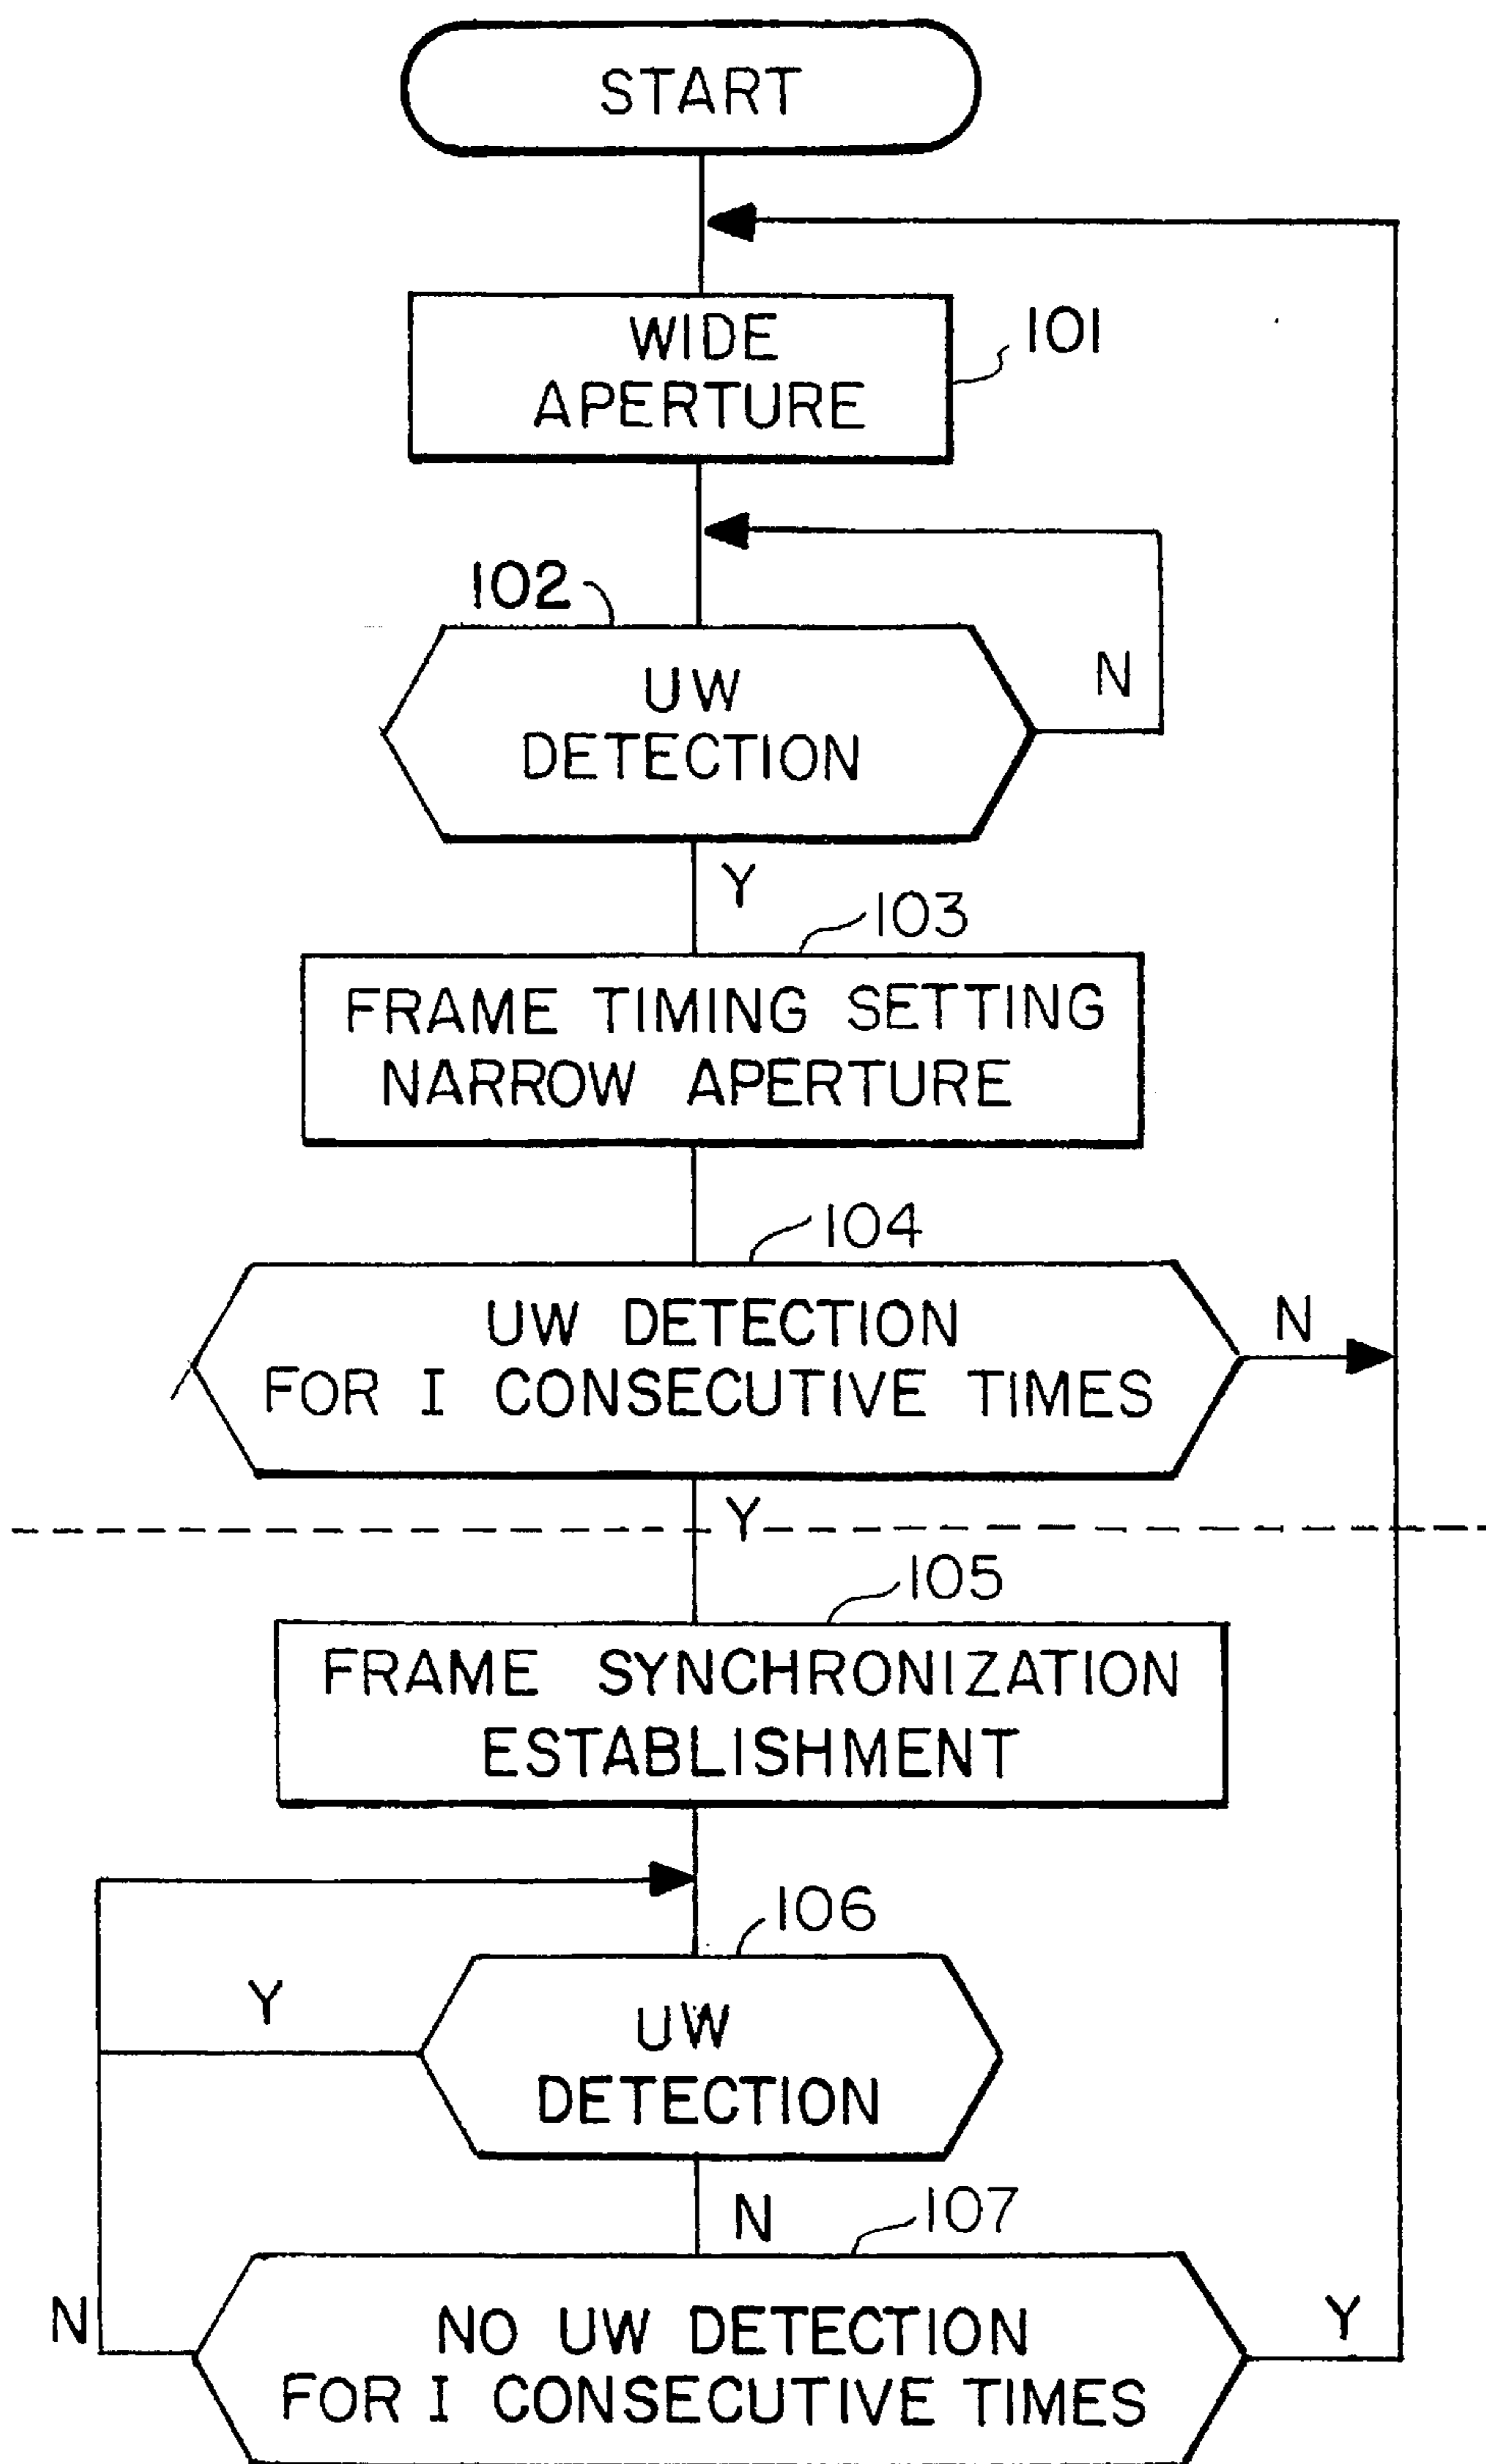 START
WIDE
APERTURE
101
102
UW
DETECTION
N
Y
103
FRAME TIMING SETTING
NARROW APERTURE
104
UW DETECTION
FOR I CONSECUTIVE TIMES
N
Y
105
FRAME SYNCHRONIZATION
ESTABLISHMENT
106
Y
UW
DETECTION
N
107
N
NO UW DETECTION
FOR I CONSECUTIVE TIMES
Y